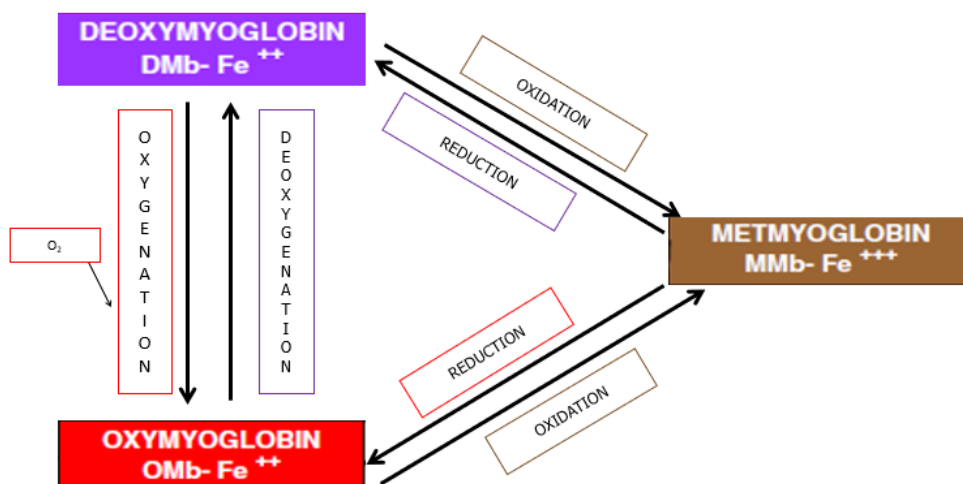 DEOXYMYOGLOBIN
DMb- Fe ++
OXIDATION
REDUCTION
OXYGENATION
DEOXYGENATION
O2
METMYOGLOBIN
MMb- Fe +++
REDUCTION
OXIDATION
OXYMYOGLOBIN
OMb- Fe ++